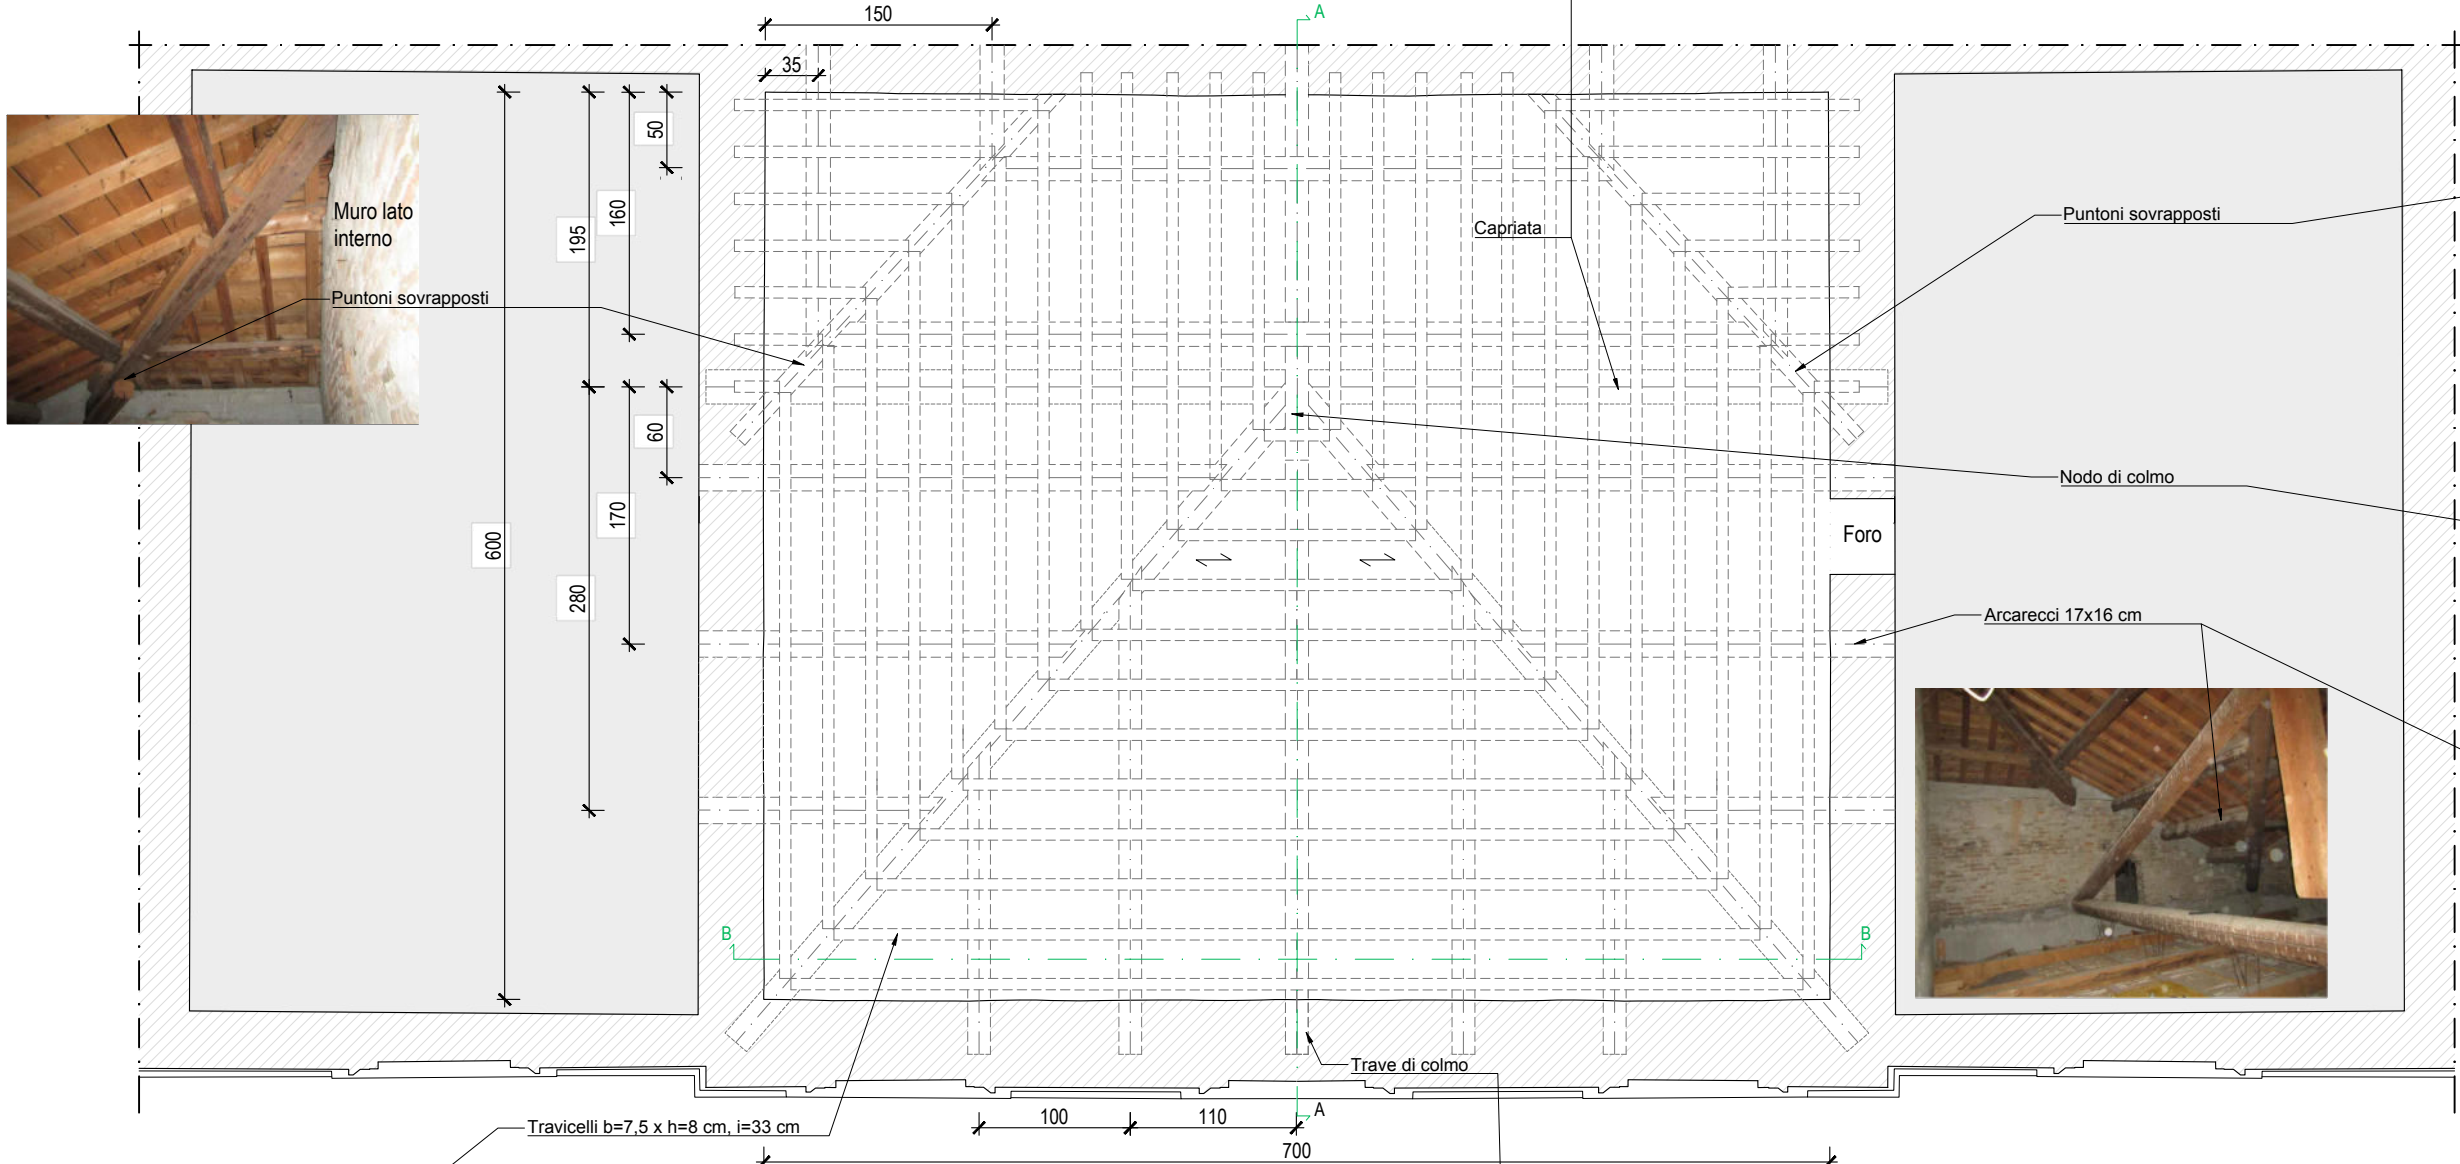 150
A
35
50
Muro lato
interno
160
195
Puntoni sovrapposti
Capriata
Puntoni sovrapposti
60
Nodo di colmo
170
600
Foro
280
Arcarecci 17x16 cm
B
B
Trave di colmo
A
100
110
Travicelli b=7,5 x h=8 cm, i=33 cm
700